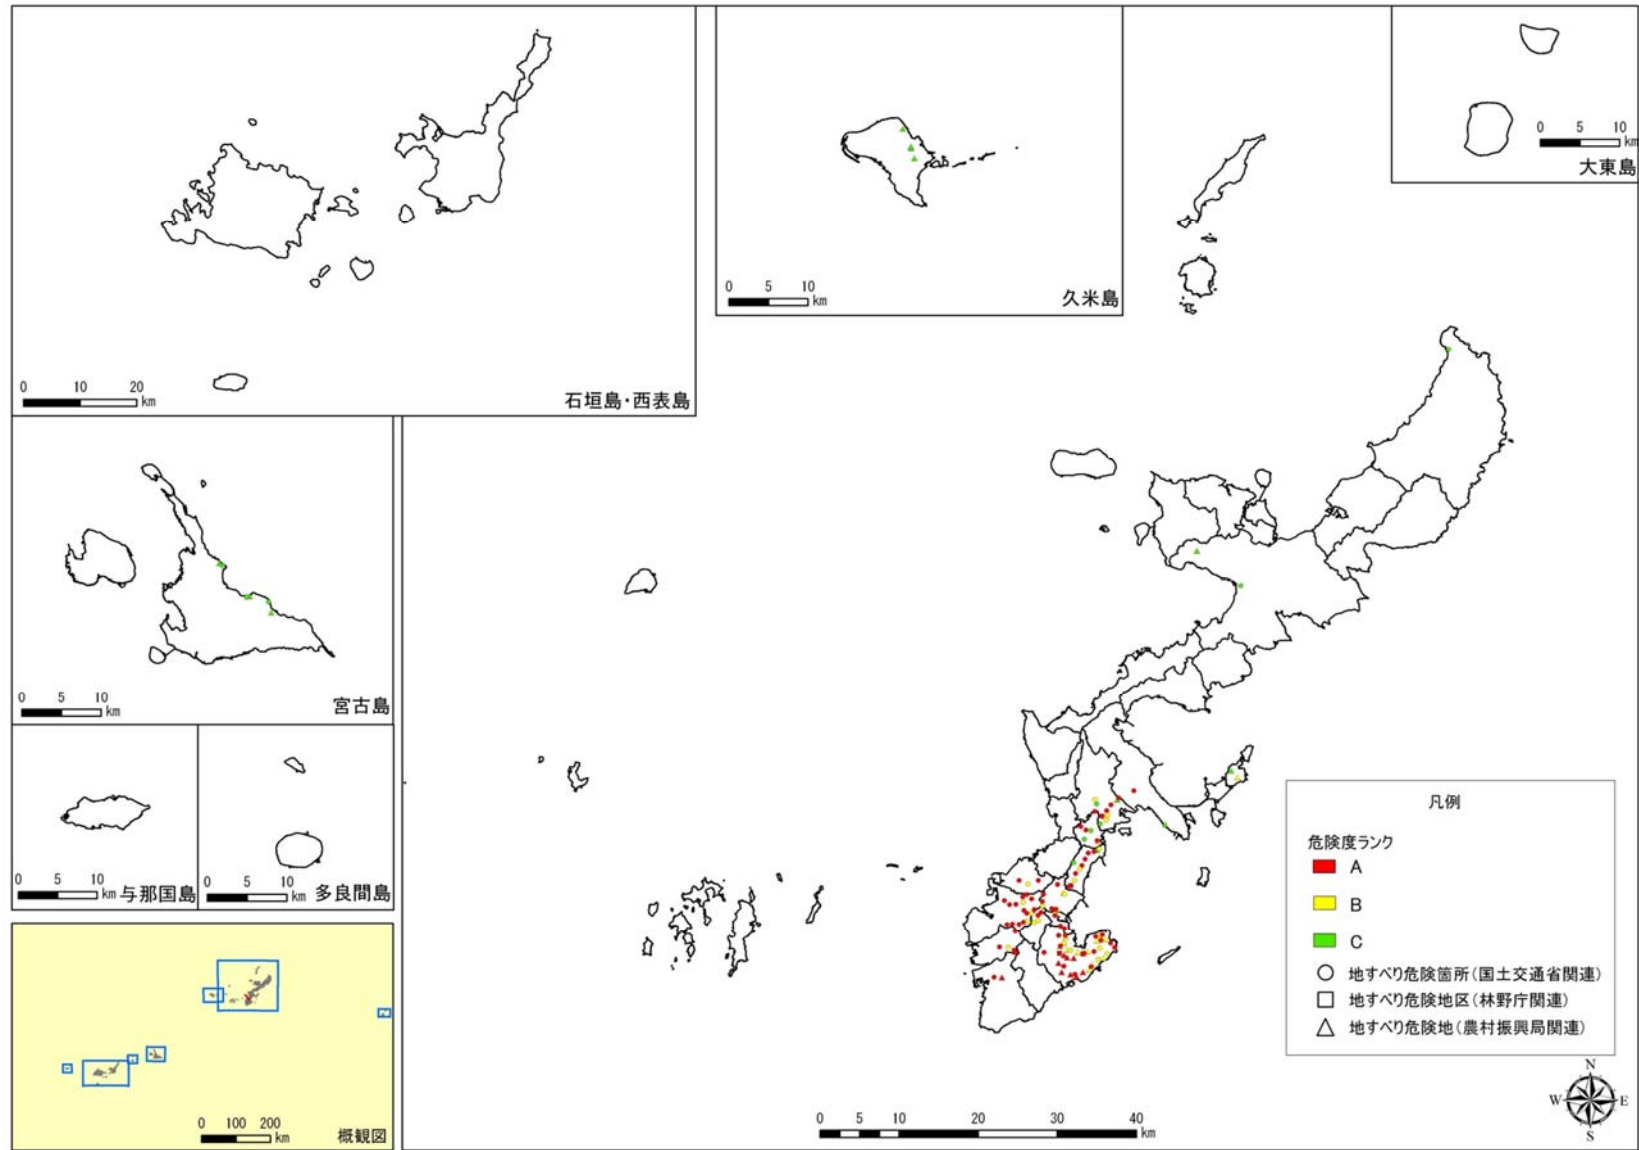 0 5 10 km
大東島
0 5 10 km
久米島
0 10 20 km
石垣島・西表島
0 5 10 km
宮古島
0 5 10 km
与那国島
0 5 10 km
多良間島
凡例
危険度ランク
A
B
C
地すべり危険箇所(国土交通省関連)
地すべり危険地区(林野庁関連)
地すべり危険地(農村振興局関連)
N
W E
S
0 100 200 km
概観図
0 5 10 20 30 40 km